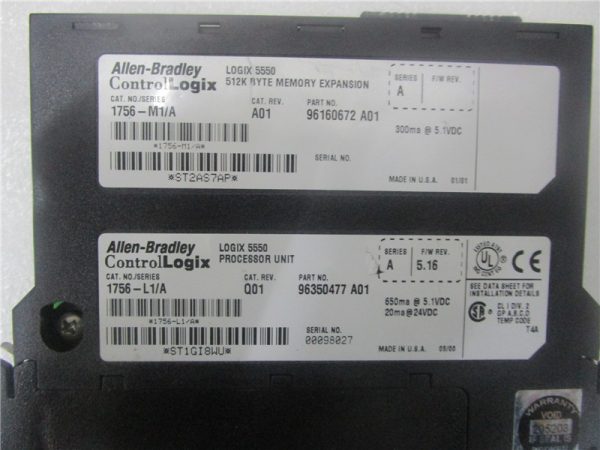 Allen-Bradley LOGIX 5550
ControlLogix 512K BYTE MEMORY EXPANSION
SERIES F/W REV.
A
CAT. NO./SERIES CAT. REV. PART NO.
1756-M1/A A01 96160672 A01
300ma @ 5.1VDC
*1756-M1/A*
SERIAL NO.
*ST2AS7AP*
MADE IN U.S.A. 01/01
Allen-Bradley LOGIX 5550
ControlLogix PROCESSOR UNIT
SERIES F/W REV.
A 5.16
LISTED
UL
CE
CAT. NO./SERIES CAT. REV. PART NO.
1756-L1/A Q01 96350477 A01
650ma @ 5.1VDC
20ma@24VDC
*1756-L1/A*
SERIAL NO.
00098027
*ST1GI8WU*
MADE IN U.S.A.
SEE DATA SHEET FOR
INSTALLATION DETAILS
CL I DIV. 2
GP A,B,C,D
TEMP CODE
T4A
WARRANTY
VOID
IF SEAL IS